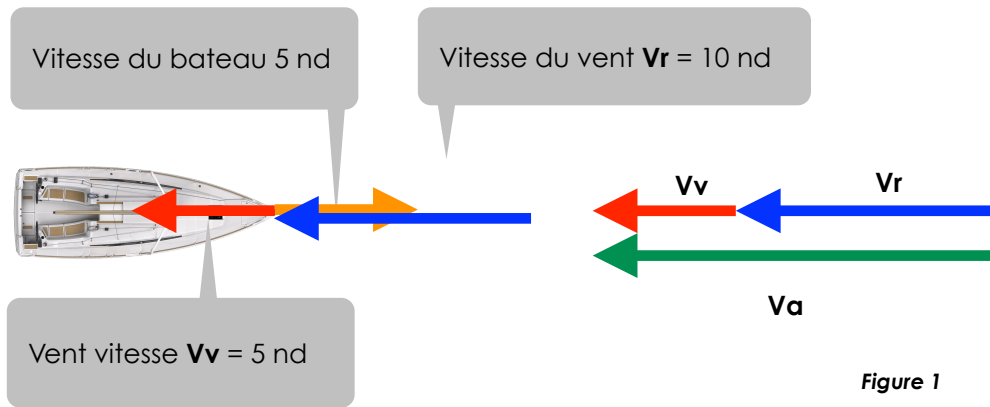 Vitesse du bateau 5 nd
Vitesse du vent Vr = 10 nd
Vv
Vr
Va
Vent vitesse Vv = 5 nd
Figure 1